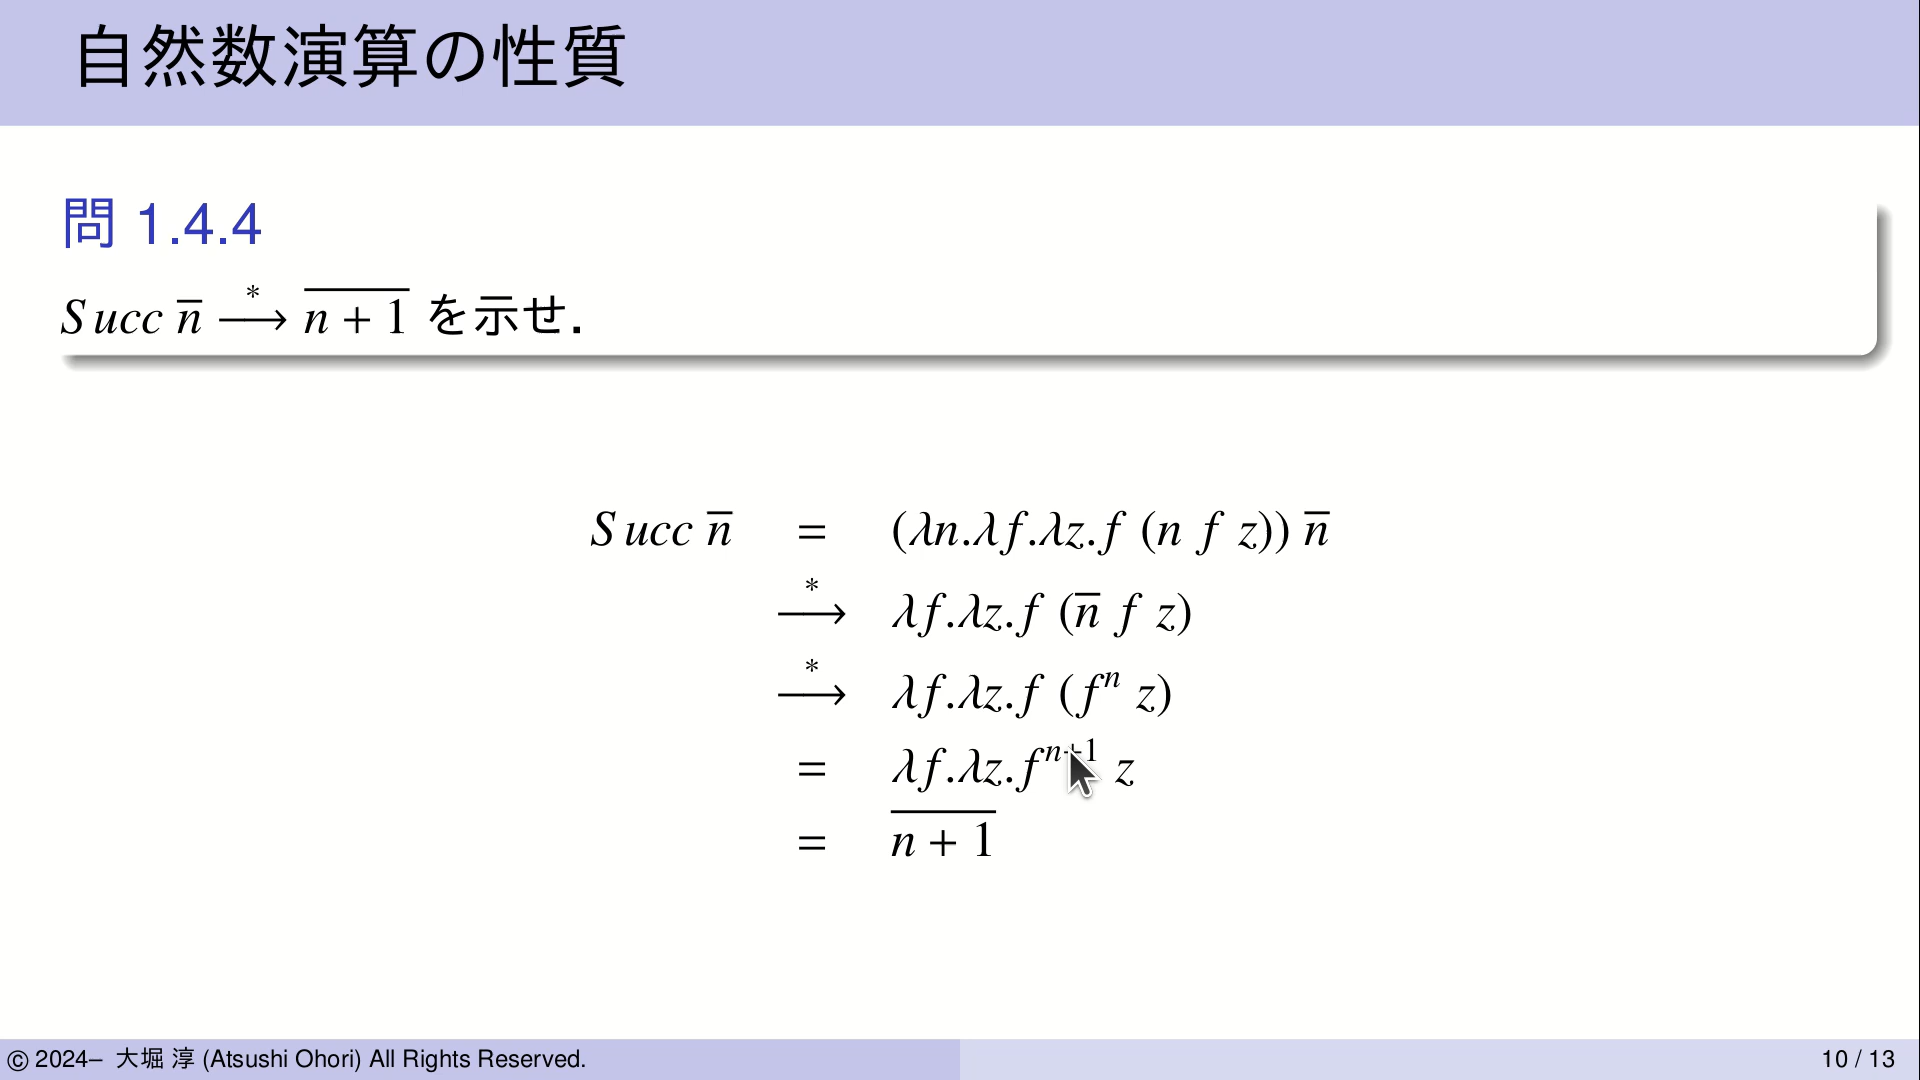 自然数演算の性質
問 1.4.4
Succ n̅ →* n + 1̅ を示せ.
Succ n̅ = (λn.λf.λz.f (n f z)) n̅
→* λf.λz.f (n̅ f z)
→* λf.λz.f (fⁿ z)
= λf.λz.fⁿ⁺¹ z
= n + 1̅
© 2024– 大堀 淳 (Atsushi Ohori) All Rights Reserved.
10 / 13